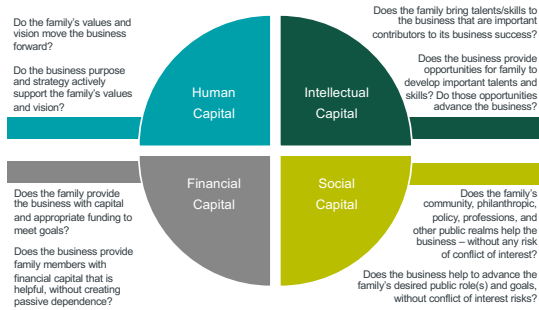 Do the family's values and
vision move the business
forward?
Do the business purpose
and strategy actively
support the family's values
and vision?
Human
Capital
Does the family bring talents/skills to
the business that are important
contributors to its business success?
Does the business provide
opportunities for family to
develop important talents and
skills? Do those opportunities
advance the business?
Intellectual
Capital
Financial
Capital
Does the family provide
the business with capital
and appropriate funding to
meet goals?
Does the business provide
family members with
financial capital that is
helpful, without creating
passive dependence?
Social
Capital
Does the family's
community, philanthropic,
policy, professions, and
other public realms help the
business – without any risk
of conflict of interest?
Does the business help to advance the
family's desired public role(s) and goals,
without conflict of interest risks?